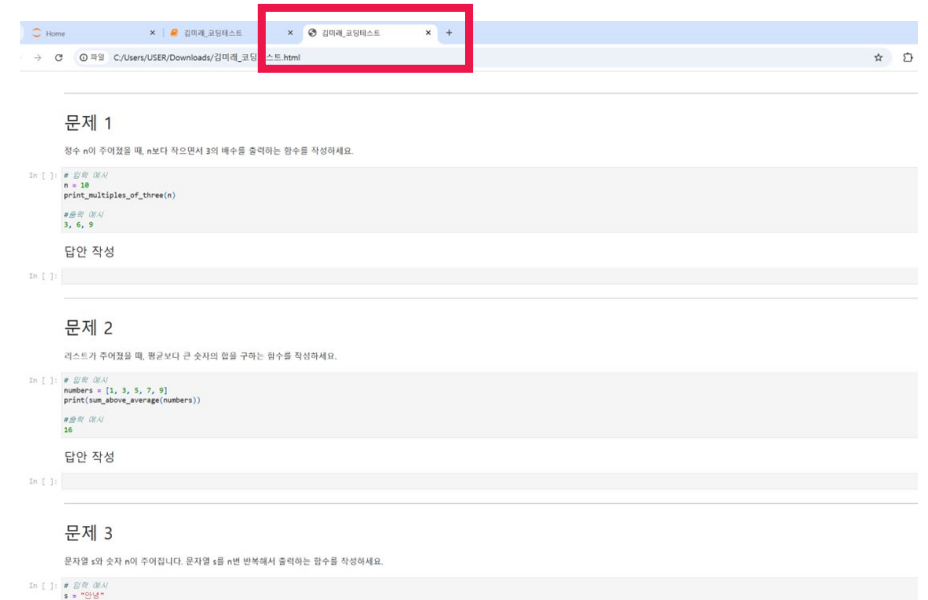 Home
김미래_코딩테스트
김미래_코딩테스트
파일 C:/Users/USER/Downloads/김미래_코딩테스트.html
문제 1
정수 n이 주어졌을 때, n보다 작으면서 3의 배수를 출력하는 함수를 작성하세요.
In [ ]: # 입력 예시
n = 10
print_multiples_of_three(n)
#출력 예시
3, 6, 9
답안 작성
In [ ]:
문제 2
리스트가 주어졌을 때, 평균보다 큰 숫자의 합을 구하는 함수를 작성하세요.
In [ ]: # 입력 예시
numbers = [1, 3, 5, 7, 9]
print(sum_above_average(numbers))
#출력 예시
16
답안 작성
In [ ]:
문제 3
문자열 s와 숫자 n이 주어집니다. 문자열 s를 n번 반복해서 출력하는 함수를 작성하세요.
In [ ]: # 입력 예시
s = "안녕"